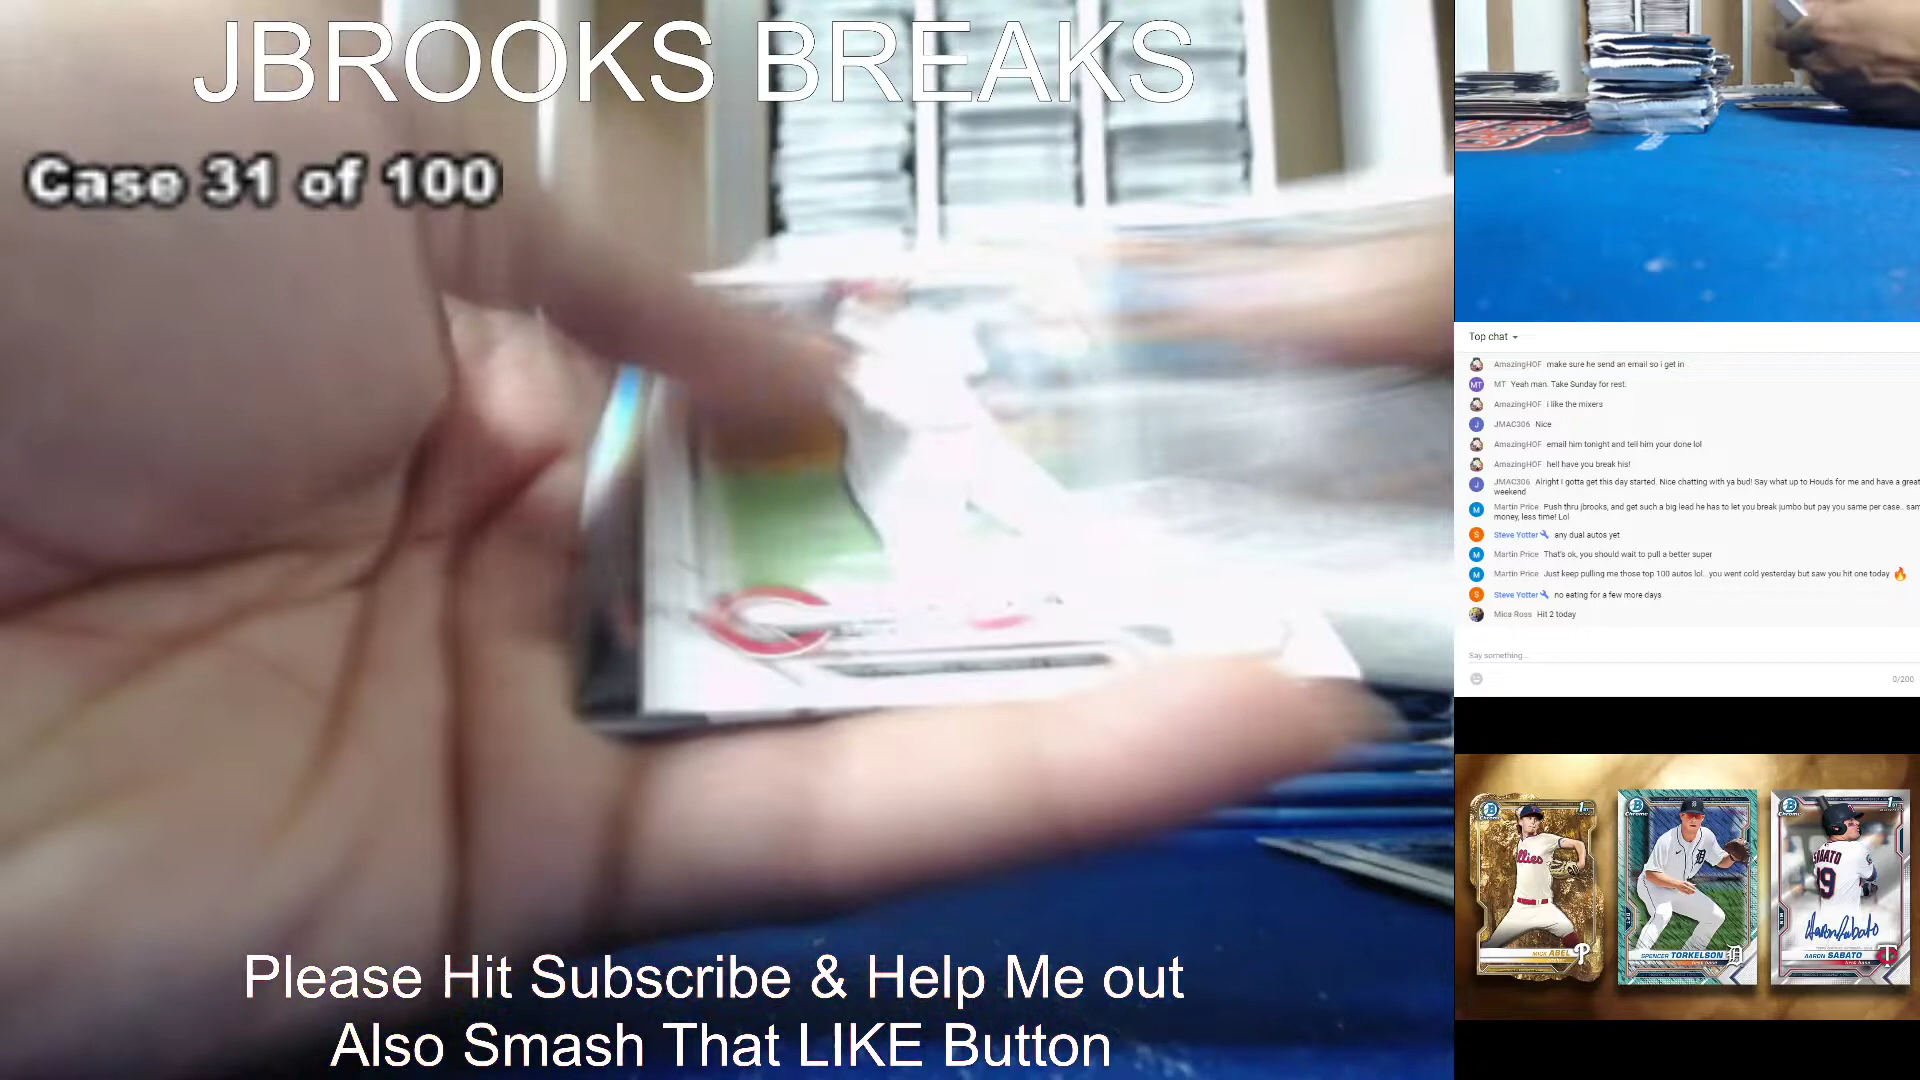 JBROOKS BREAKS
Case 31 of 100
Top chat
AmazingHOF make sure he send an email so i get in
MT MT Yeah man. Take Sunday for rest.
AmazingHOF i like the mixers
J JMAC306 Nice
AmazingHOF email him tonight and tell him your done lol
AmazingHOF hell have you break his!
J JMAC306 Alright I gotta get this day started. Nice chatting with ya bud! Say what up to Houds for me and have a great
weekend
M Martin Price Push thru jbrooks, and get such a big lead he has to let you break jumbo but pay you same per case..
money, less time! Lol
S Steve Yotter any dual autos yet
M Martin Price That's ok, you should wait to pull a better super
M Martin Price Just keep pulling me those top 100 autos lol.. you went cold yesterday but saw you hit one today
S Steve Yotter no eating for a few more days
Mica Ross Hit 2 today
Say something...
0/200
MICK ABEL
SPENCER TORKELSON
AARON SABATO
Please Hit Subscribe & Help Me out
Also Smash That LIKE Button